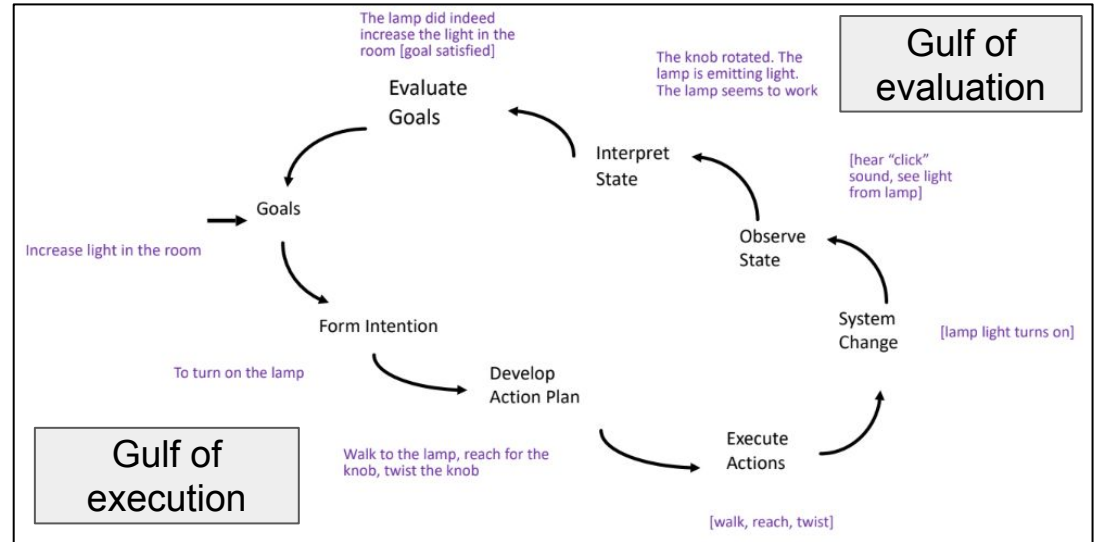 The lamp did indeed
increase the light in the
room [goal satisfied]
Evaluate
Goals
The knob rotated. The
lamp is emitting light.
The lamp seems to work
Gulf of
evaluation
Interpret
State
[hear “click”
sound, see light
from lamp]
Goals
Increase light in the room
Observe
State
Form Intention
System
Change
[lamp light turns on]
To turn on the lamp
Develop
Action Plan
Gulf of
execution
Walk to the lamp, reach for the
knob, twist the knob
Execute
Actions
[walk, reach, twist]